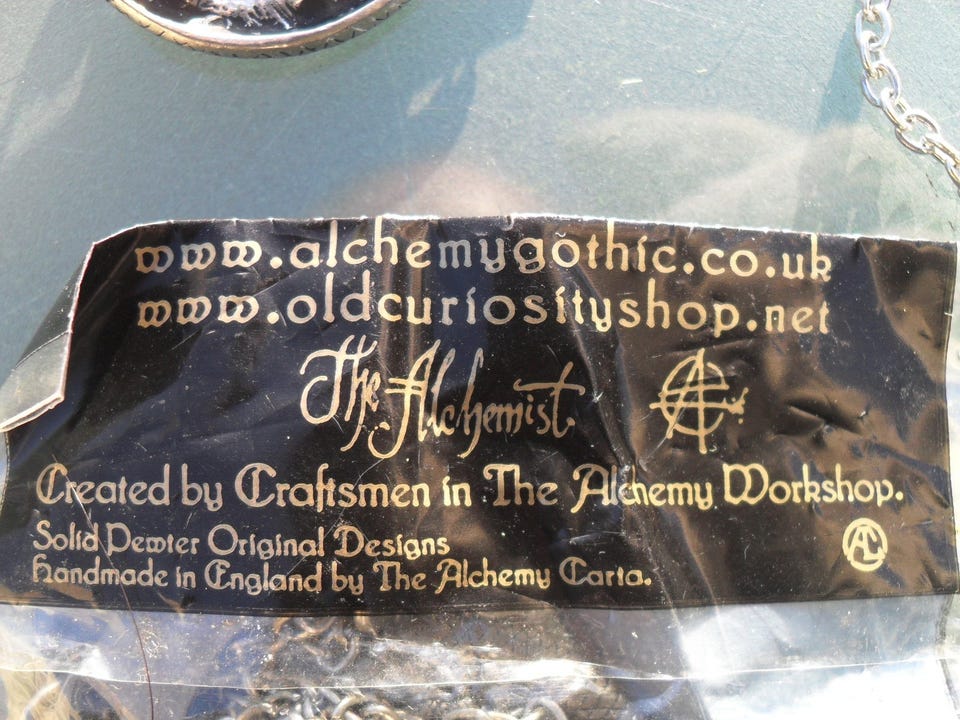 www.alchemygothic.co.uk
www.oldcuriosityshop.net
The Alchemist
Created by Craftsmen in The Alchemy Workshop.
Solid Pewter Original Designs
Handmade in England by The Alchemy Carta.